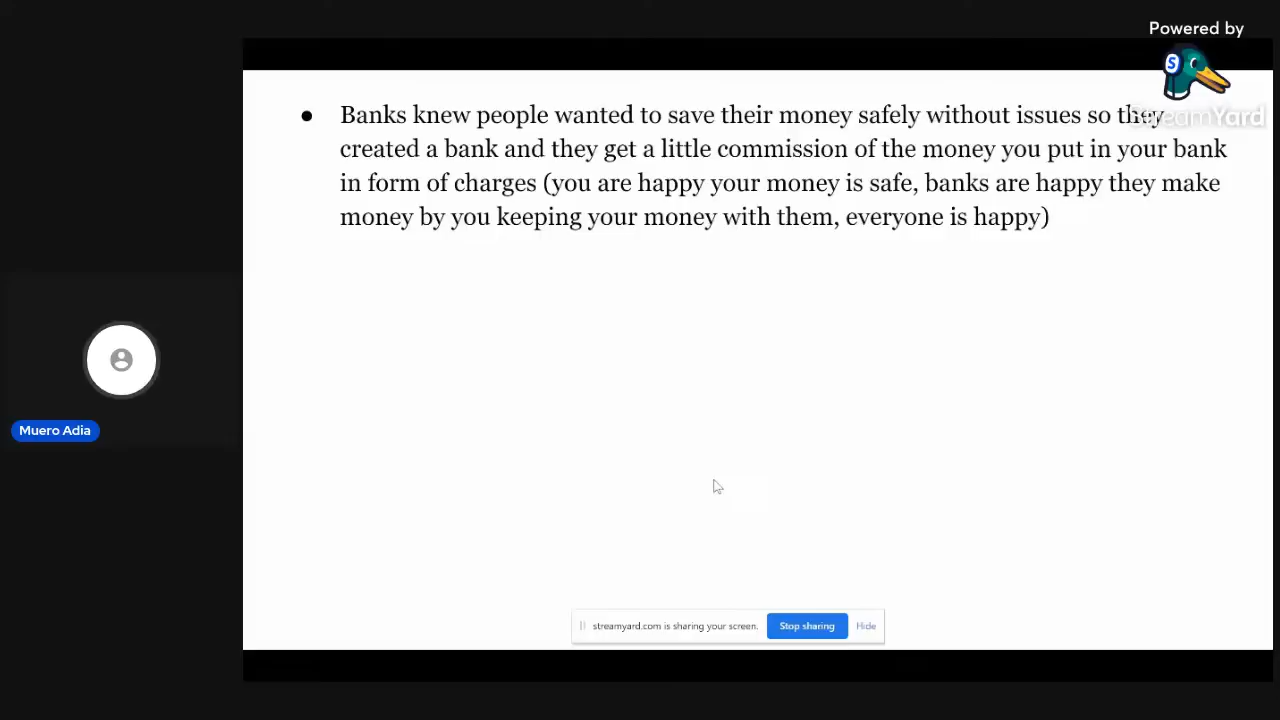 Powered by
StreamYard
● Banks knew people wanted to save their money safely without issues so they
created a bank and they get a little commission of the money you put in your bank
in form of charges (you are happy your money is safe, banks are happy they make
money by you keeping your money with them, everyone is happy)
Muero Adia
streamyard.com is sharing your screen.
Stop sharing
Hide